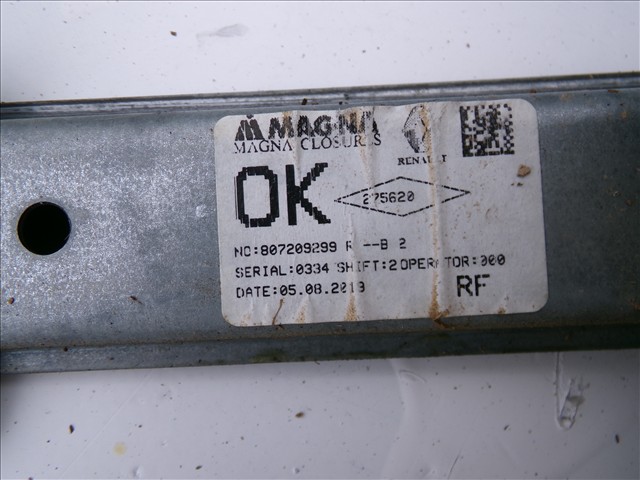 MAGNA
MAGNA CLOSURES
RENAULT
OK
275620
NO:807209299 R --B 2
SERIAL:0334 SHIFT:2 OPERATOR:000
DATE:05.08.2013
RF